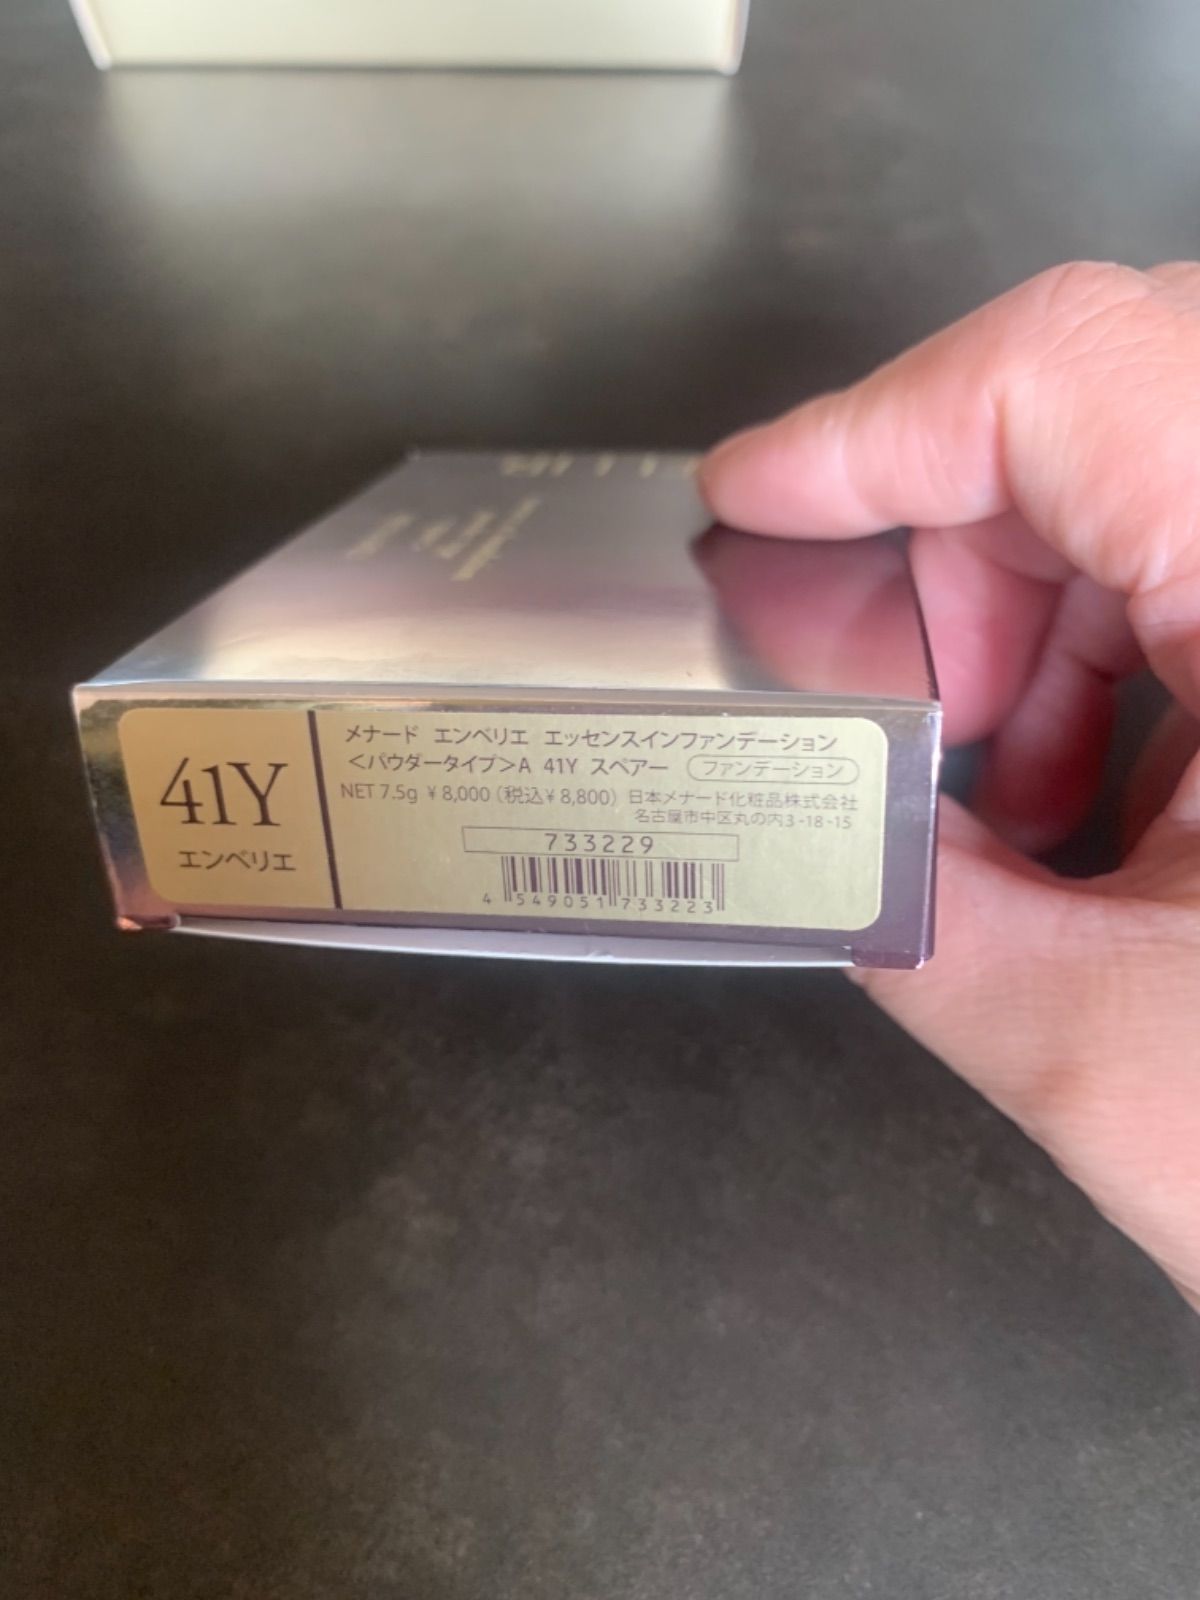 41Y
エンベリエ
メナード エンベリエ エッセンスインファンデーション
＜パウダータイプ＞A 41Y スペアー ファンデーション
NET 7.5g ￥8,000（税込￥8,800） 日本メナード化粧品株式会社
名古屋市中区丸の内3-18-15
733229
4 549051 733223